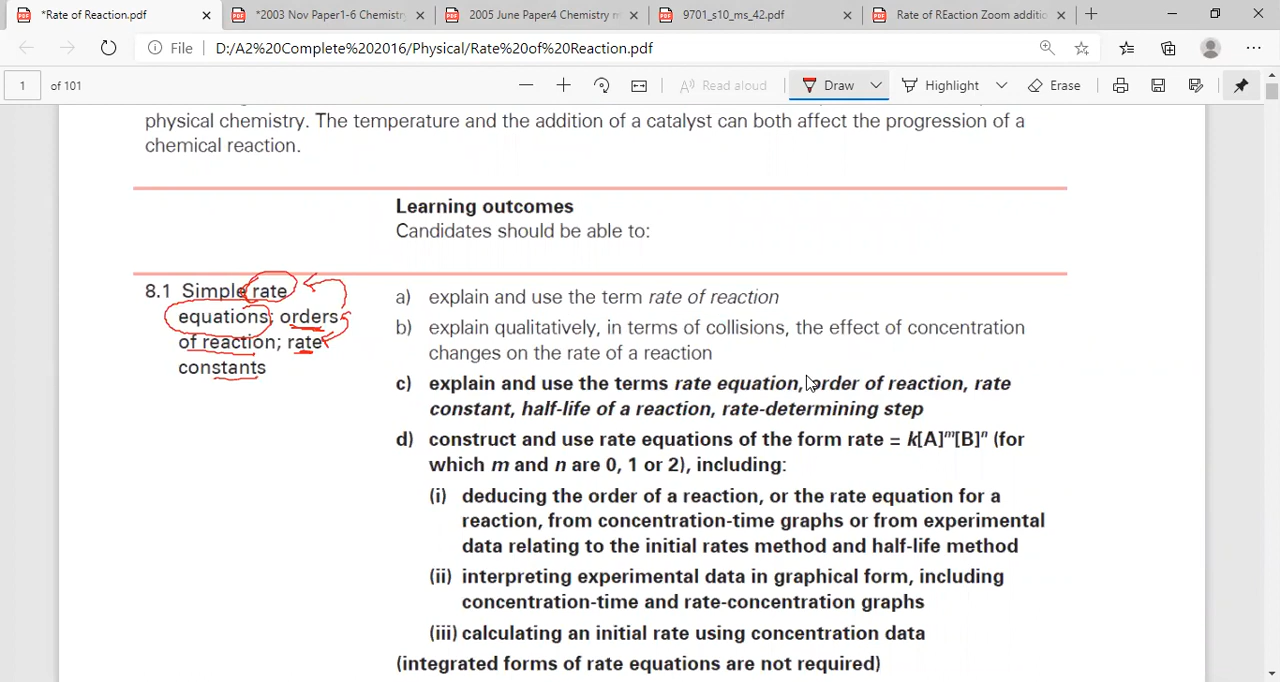 *Rate of Reaction.pdf
*2003 Nov Paper1-6 Chemistry
2005 June Paper4 Chemistry m
9701_s10_ms_42.pdf
Rate of REaction Zoom additio
File D:/A2%20Complete%202016/Physical/Rate%20of%20Reaction.pdf
1 of 101 Read aloud Draw Highlight Erase
physical chemistry. The temperature and the addition of a catalyst can both affect the progression of a
chemical reaction.
Learning outcomes
Candidates should be able to:
8.1 Simple rate
equations; orders
of reaction; rate
constants
a) explain and use the term rate of reaction
b) explain qualitatively, in terms of collisions, the effect of concentration
changes on the rate of a reaction
c) explain and use the terms rate equation, order of reaction, rate
constant, half-life of a reaction, rate-determining step
d) construct and use rate equations of the form rate = k[A]ᵐ[B]ⁿ (for
which m and n are 0, 1 or 2), including:
(i) deducing the order of a reaction, or the rate equation for a
reaction, from concentration-time graphs or from experimental
data relating to the initial rates method and half-life method
(ii) interpreting experimental data in graphical form, including
concentration-time and rate-concentration graphs
(iii) calculating an initial rate using concentration data
(integrated forms of rate equations are not required)